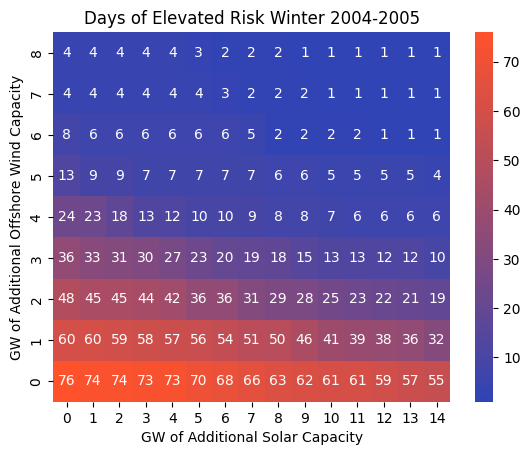 Days of Elevated Risk Winter 2004-2005
GW of Additional Offshore Wind Capacity
8 4 4 4 4 4 3 2 2 2 1 1 1 1 1 1
7 4 4 4 4 4 4 3 2 2 2 1 1 1 1 1
6 8 6 6 6 6 6 6 5 2 2 2 2 1 1 1
5 13 9 9 7 7 7 7 7 6 6 5 5 5 5 4
4 24 23 18 13 12 10 10 9 8 8 7 6 6 6 6
3 36 33 31 30 27 23 20 19 18 15 13 13 12 12 10
2 48 45 45 44 42 36 36 31 29 28 25 23 22 21 19
1 60 60 59 58 57 56 54 51 50 46 41 39 38 36 32
0 76 74 74 73 73 70 68 66 63 62 61 61 59 57 55
0 1 2 3 4 5 6 7 8 9 10 11 12 13 14
GW of Additional Solar Capacity
70
60
50
40
30
20
10